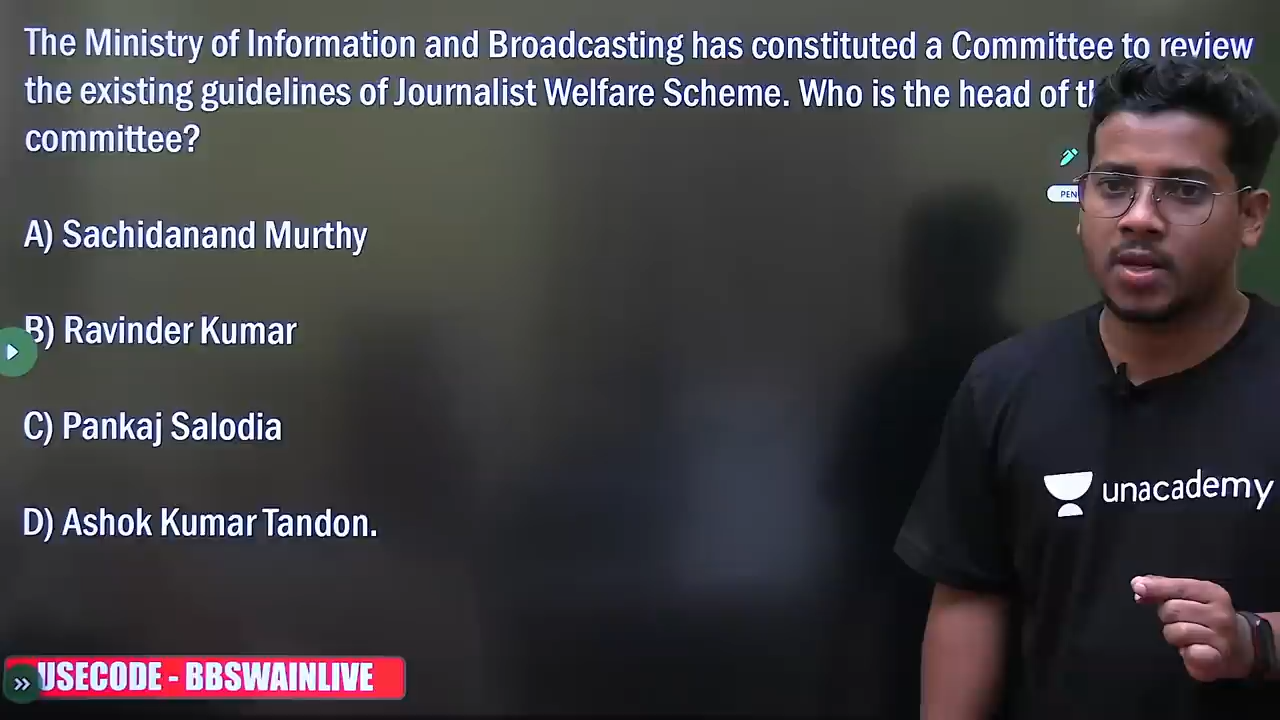 The Ministry of Information and Broadcasting has constituted a Committee to review
the existing guidelines of Journalist Welfare Scheme. Who is the head of
committee?
PEN
A) Sachidanand Murthy
B) Ravinder Kumar
C) Pankaj Salodia
unacademy
D) Ashok Kumar Tandon.
USECODE - BBSWAINLIVE